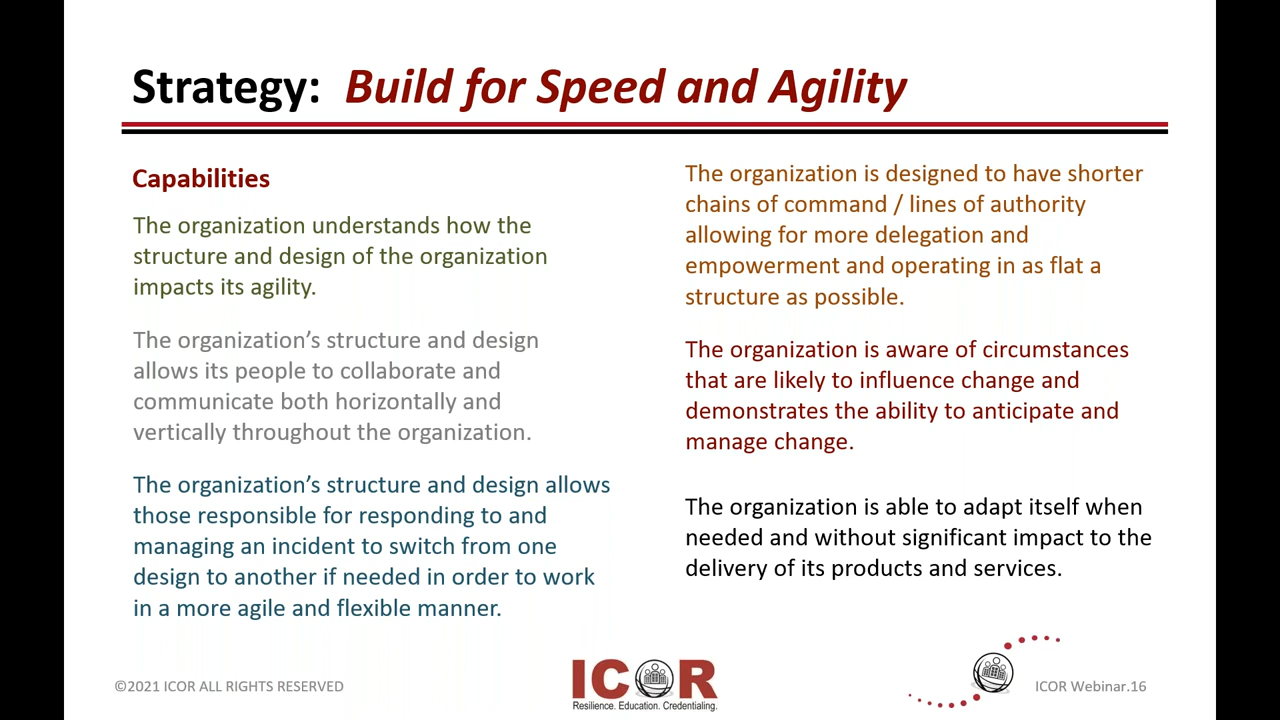 Strategy: Build for Speed and Agility
Capabilities
The organization understands how the
structure and design of the organization
impacts its agility.
The organization’s structure and design
allows its people to collaborate and
communicate both horizontally and
vertically throughout the organization.
The organization’s structure and design allows
those responsible for responding to and
managing an incident to switch from one
design to another if needed in order to work
in a more agile and flexible manner.
The organization is designed to have shorter
chains of command / lines of authority
allowing for more delegation and
empowerment and operating in as flat a
structure as possible.
The organization is aware of circumstances
that are likely to influence change and
demonstrates the ability to anticipate and
manage change.
The organization is able to adapt itself when
needed and without significant impact to the
delivery of its products and services.
©2021 ICOR ALL RIGHTS RESERVED
ICOR
Resilience. Education. Credentialing.
ICOR Webinar.16